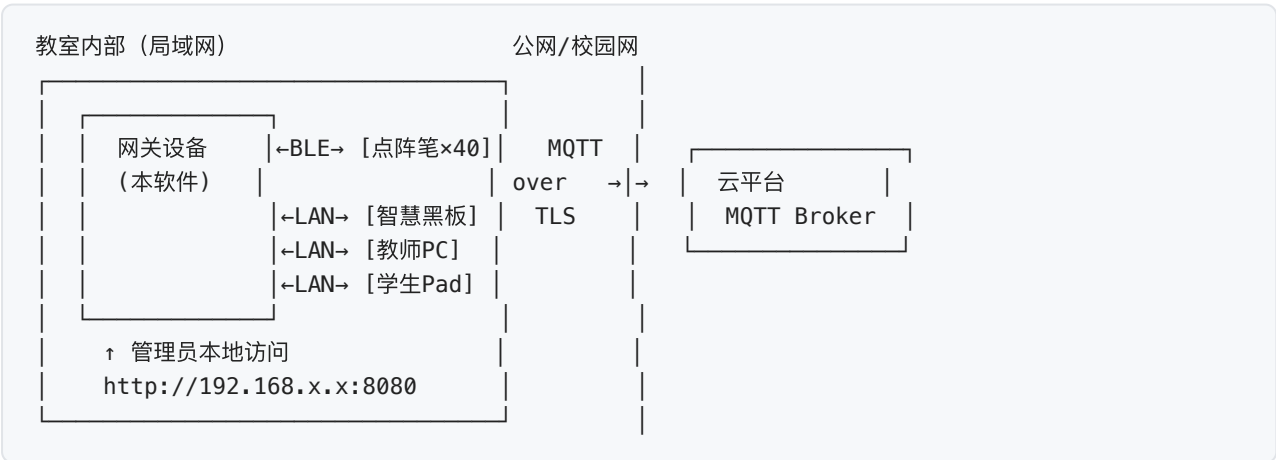 教室内部（局域网） 公网/校园网
网关设备 ←BLE→ [点阵笔×40] MQTT
(本软件) over →→ 云平台
←LAN→ [智慧黑板] TLS MQTT Broker
←LAN→ [教师PC]
←LAN→ [学生Pad]
↑ 管理员本地访问
http://192.168.x.x:8080